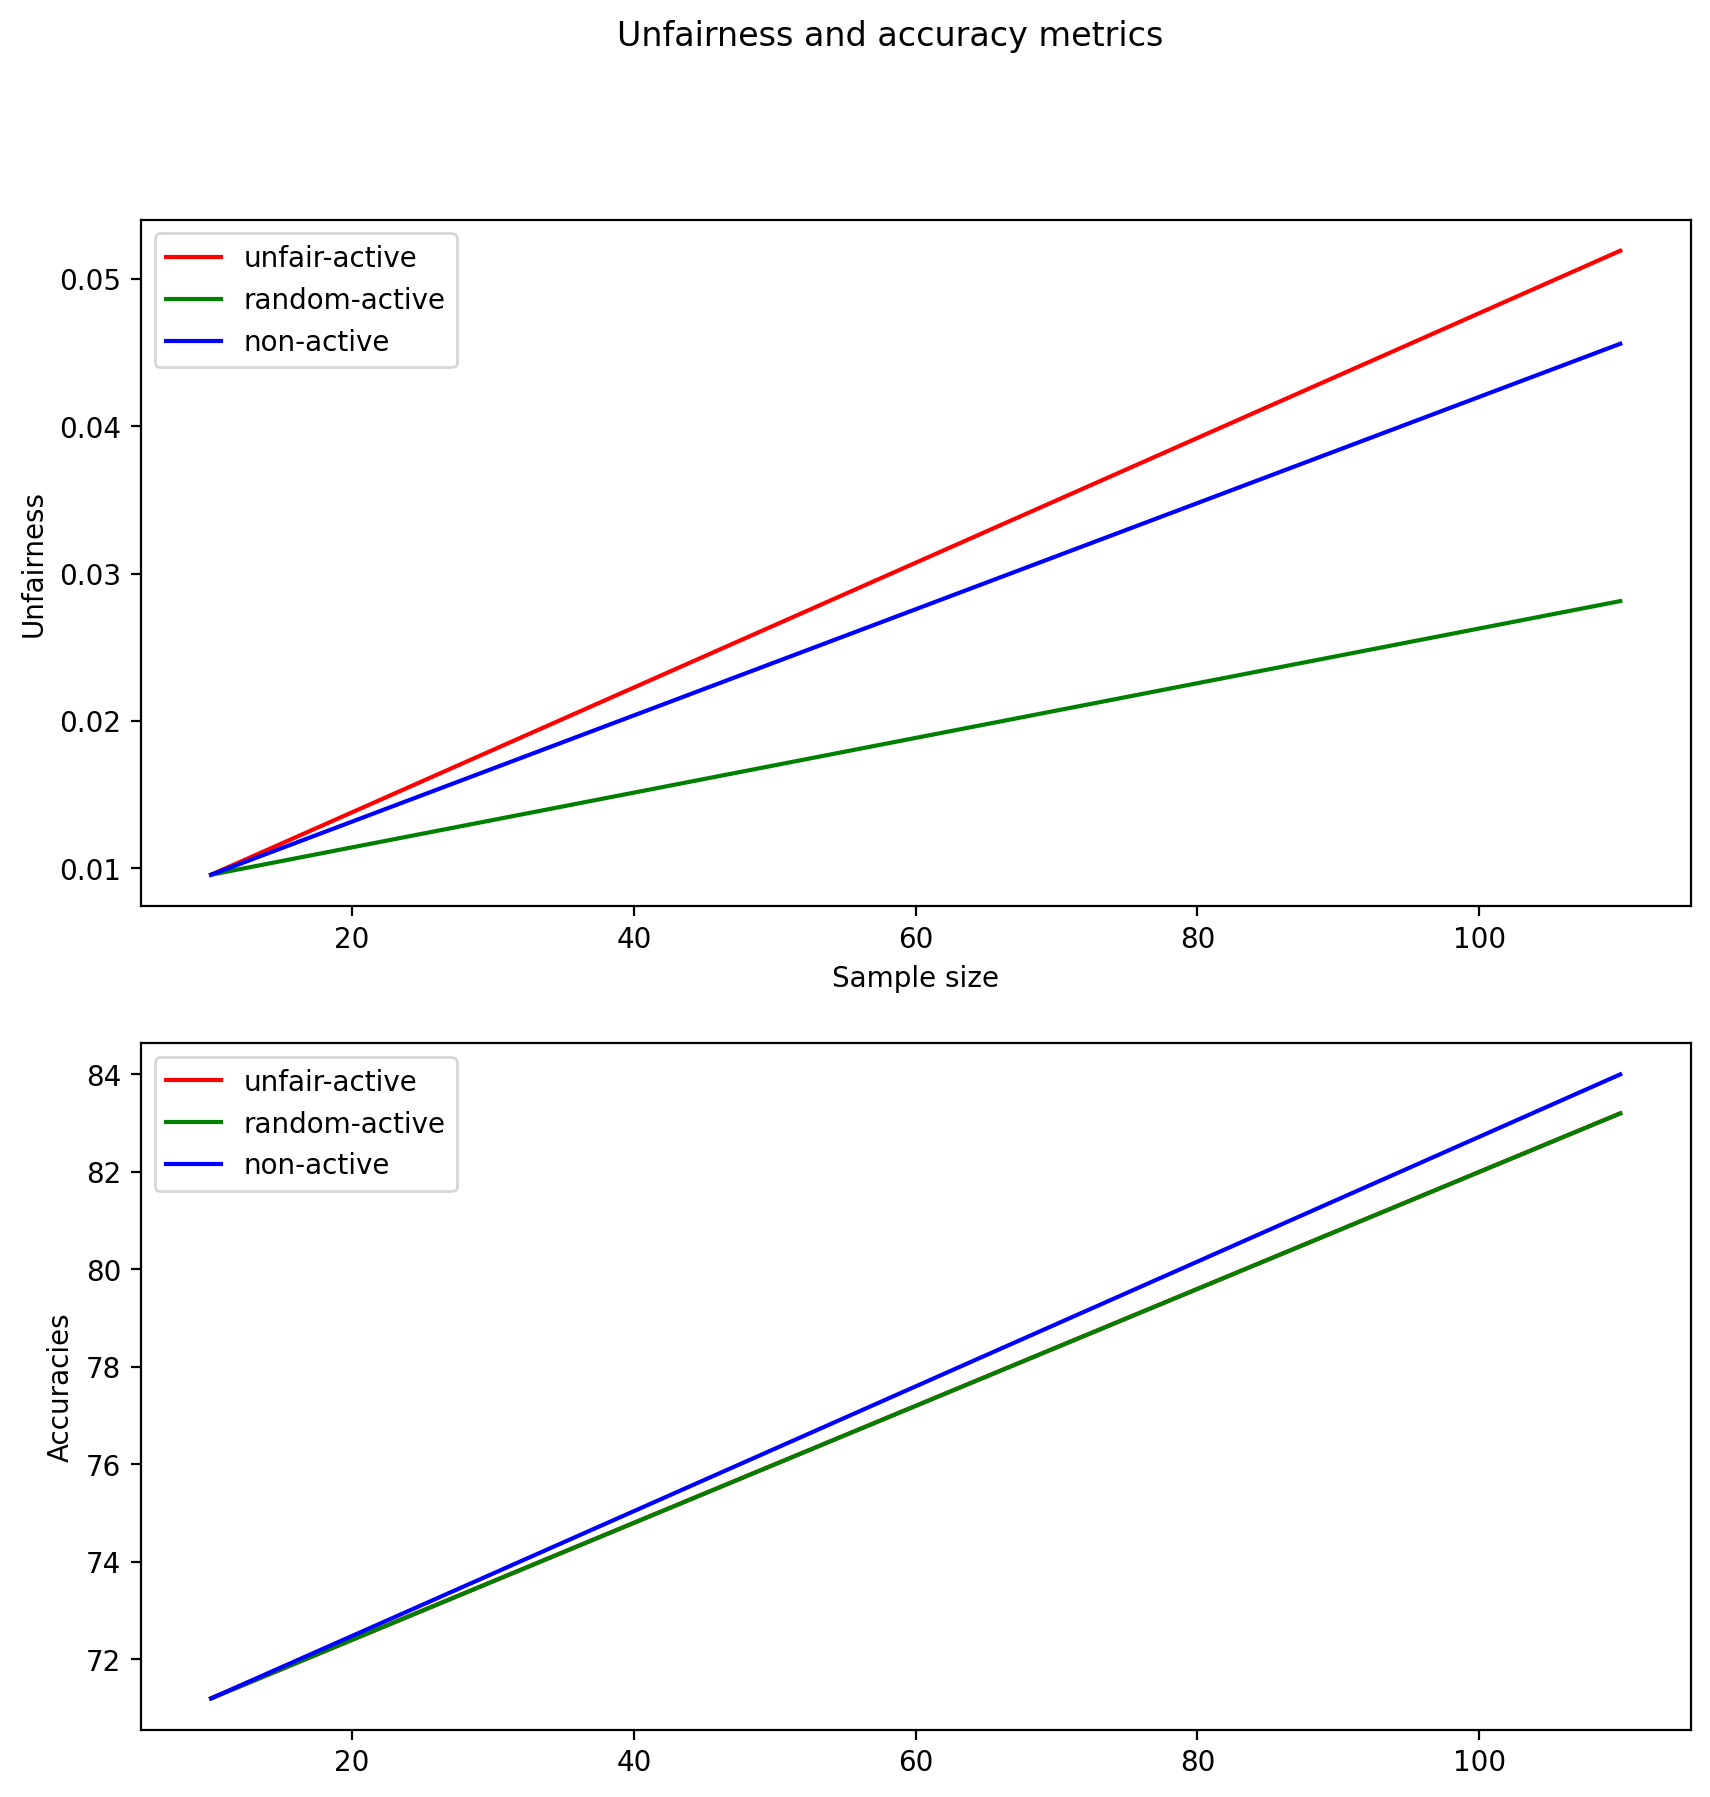 Unfairness and accuracy metrics
unfair-active
random-active
non-active
0.05
0.04
0.03
0.02
0.01
Unfairness
20 40 60 80 100
Sample size
unfair-active
random-active
non-active
84
82
80
78
76
74
72
Accuracies
20 40 60 80 100